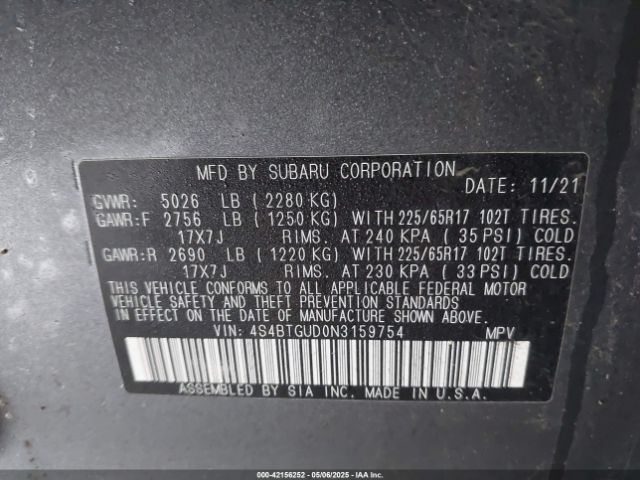 MFD BY SUBARU CORPORATION
DATE: 11/21
GVWR: 5026 LB (2280 KG)
GAWR:F 2756 LB (1250 KG) WITH 225/65R17 102T TIRES.
17X7J RIMS. AT 240 KPA (35 PSI) COLD
GAWR:R 2690 LB (1220 KG) WITH 225/65R17 102T TIRES.
17X7J RIMS. AT 230 KPA (33 PSI) COLD
THIS VEHICLE CONFORMS TO ALL APPLICABLE FEDERAL MOTOR
VEHICLE SAFETY AND THEFT PREVENTION STANDARDS
IN EFFECT ON THE DATE OF MANUFACTURE SHOWN ABOVE.
VIN: 4S4BTGUD0N3159754 MPV
ASSEMBLED BY SIA INC. MADE IN U.S.A.
000-42156252 - 05/06/2025 - IAAI.COM